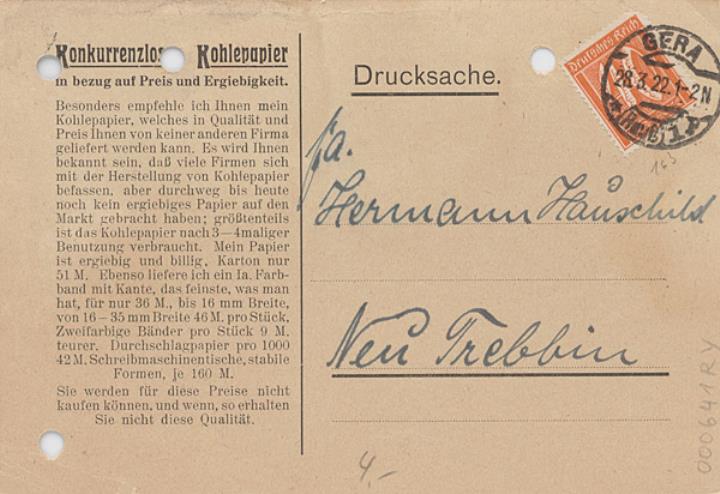 Konkurrenzlos Kohlepapier
in bezug auf Preis und Ergiebigkeit.
Besonders empfehle ich Ihnen mein
Kohlepapier, welches in Qualität und
Preis Ihnen von keiner anderen Firma
geliefert werden kann. Es wird Ihnen
bekannt sein, daß viele Firmen sich
mit der Herstellung von Kohlepapier
befassen, aber durchweg bis heute
noch kein ergiebiges Papier auf den
Markt gebracht haben; größtenteils
ist das Kohlepapier nach 3—4maliger
Benutzung verbraucht. Mein Papier
ist ergiebig und billig, Karton nur
51 M. Ebenso liefere ich ein Ia. Farb-
band mit Kante, das feinste, was man
hat, für nur 36 M., bis 16 mm Breite,
von 16—35 mm Breite 46 M. pro Stück.
Zweifarbige Bänder pro Stück 9 M.
teurer. Durchschlagpapier pro 1000
42 M. Schreibmaschinentische, stabile
Formen, je 160 M.
Sie werden für diese Preise nicht
kaufen können, und wenn, so erhalten
Sie nicht diese Qualität.
Drucksache.
Deutsches Reich
GERA
28.3.22.1-2N
1
163
fa.
Hermann Hauschild
Neu Trebbin
4,-
000641RY